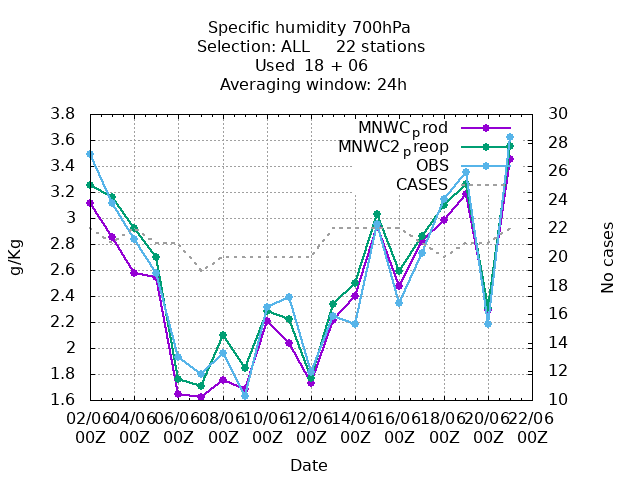 Specific humidity 700hPa
Selection: ALL     22 stations
Used  18 + 06
Averaging window: 24h
MNWCprod
MNWC2preop
OBS
CASES
3.8
3.6
3.4
3.2
3
2.8
2.6
2.4
2.2
2
1.8
1.6
g/Kg
30
28
26
24
22
20
18
16
14
12
10
No cases
02/06 04/06 06/06 08/06 10/06 12/06 14/06 16/06 18/06 20/06 22/06
00Z 00Z 00Z 00Z 00Z 00Z 00Z 00Z 00Z 00Z 00Z
Date